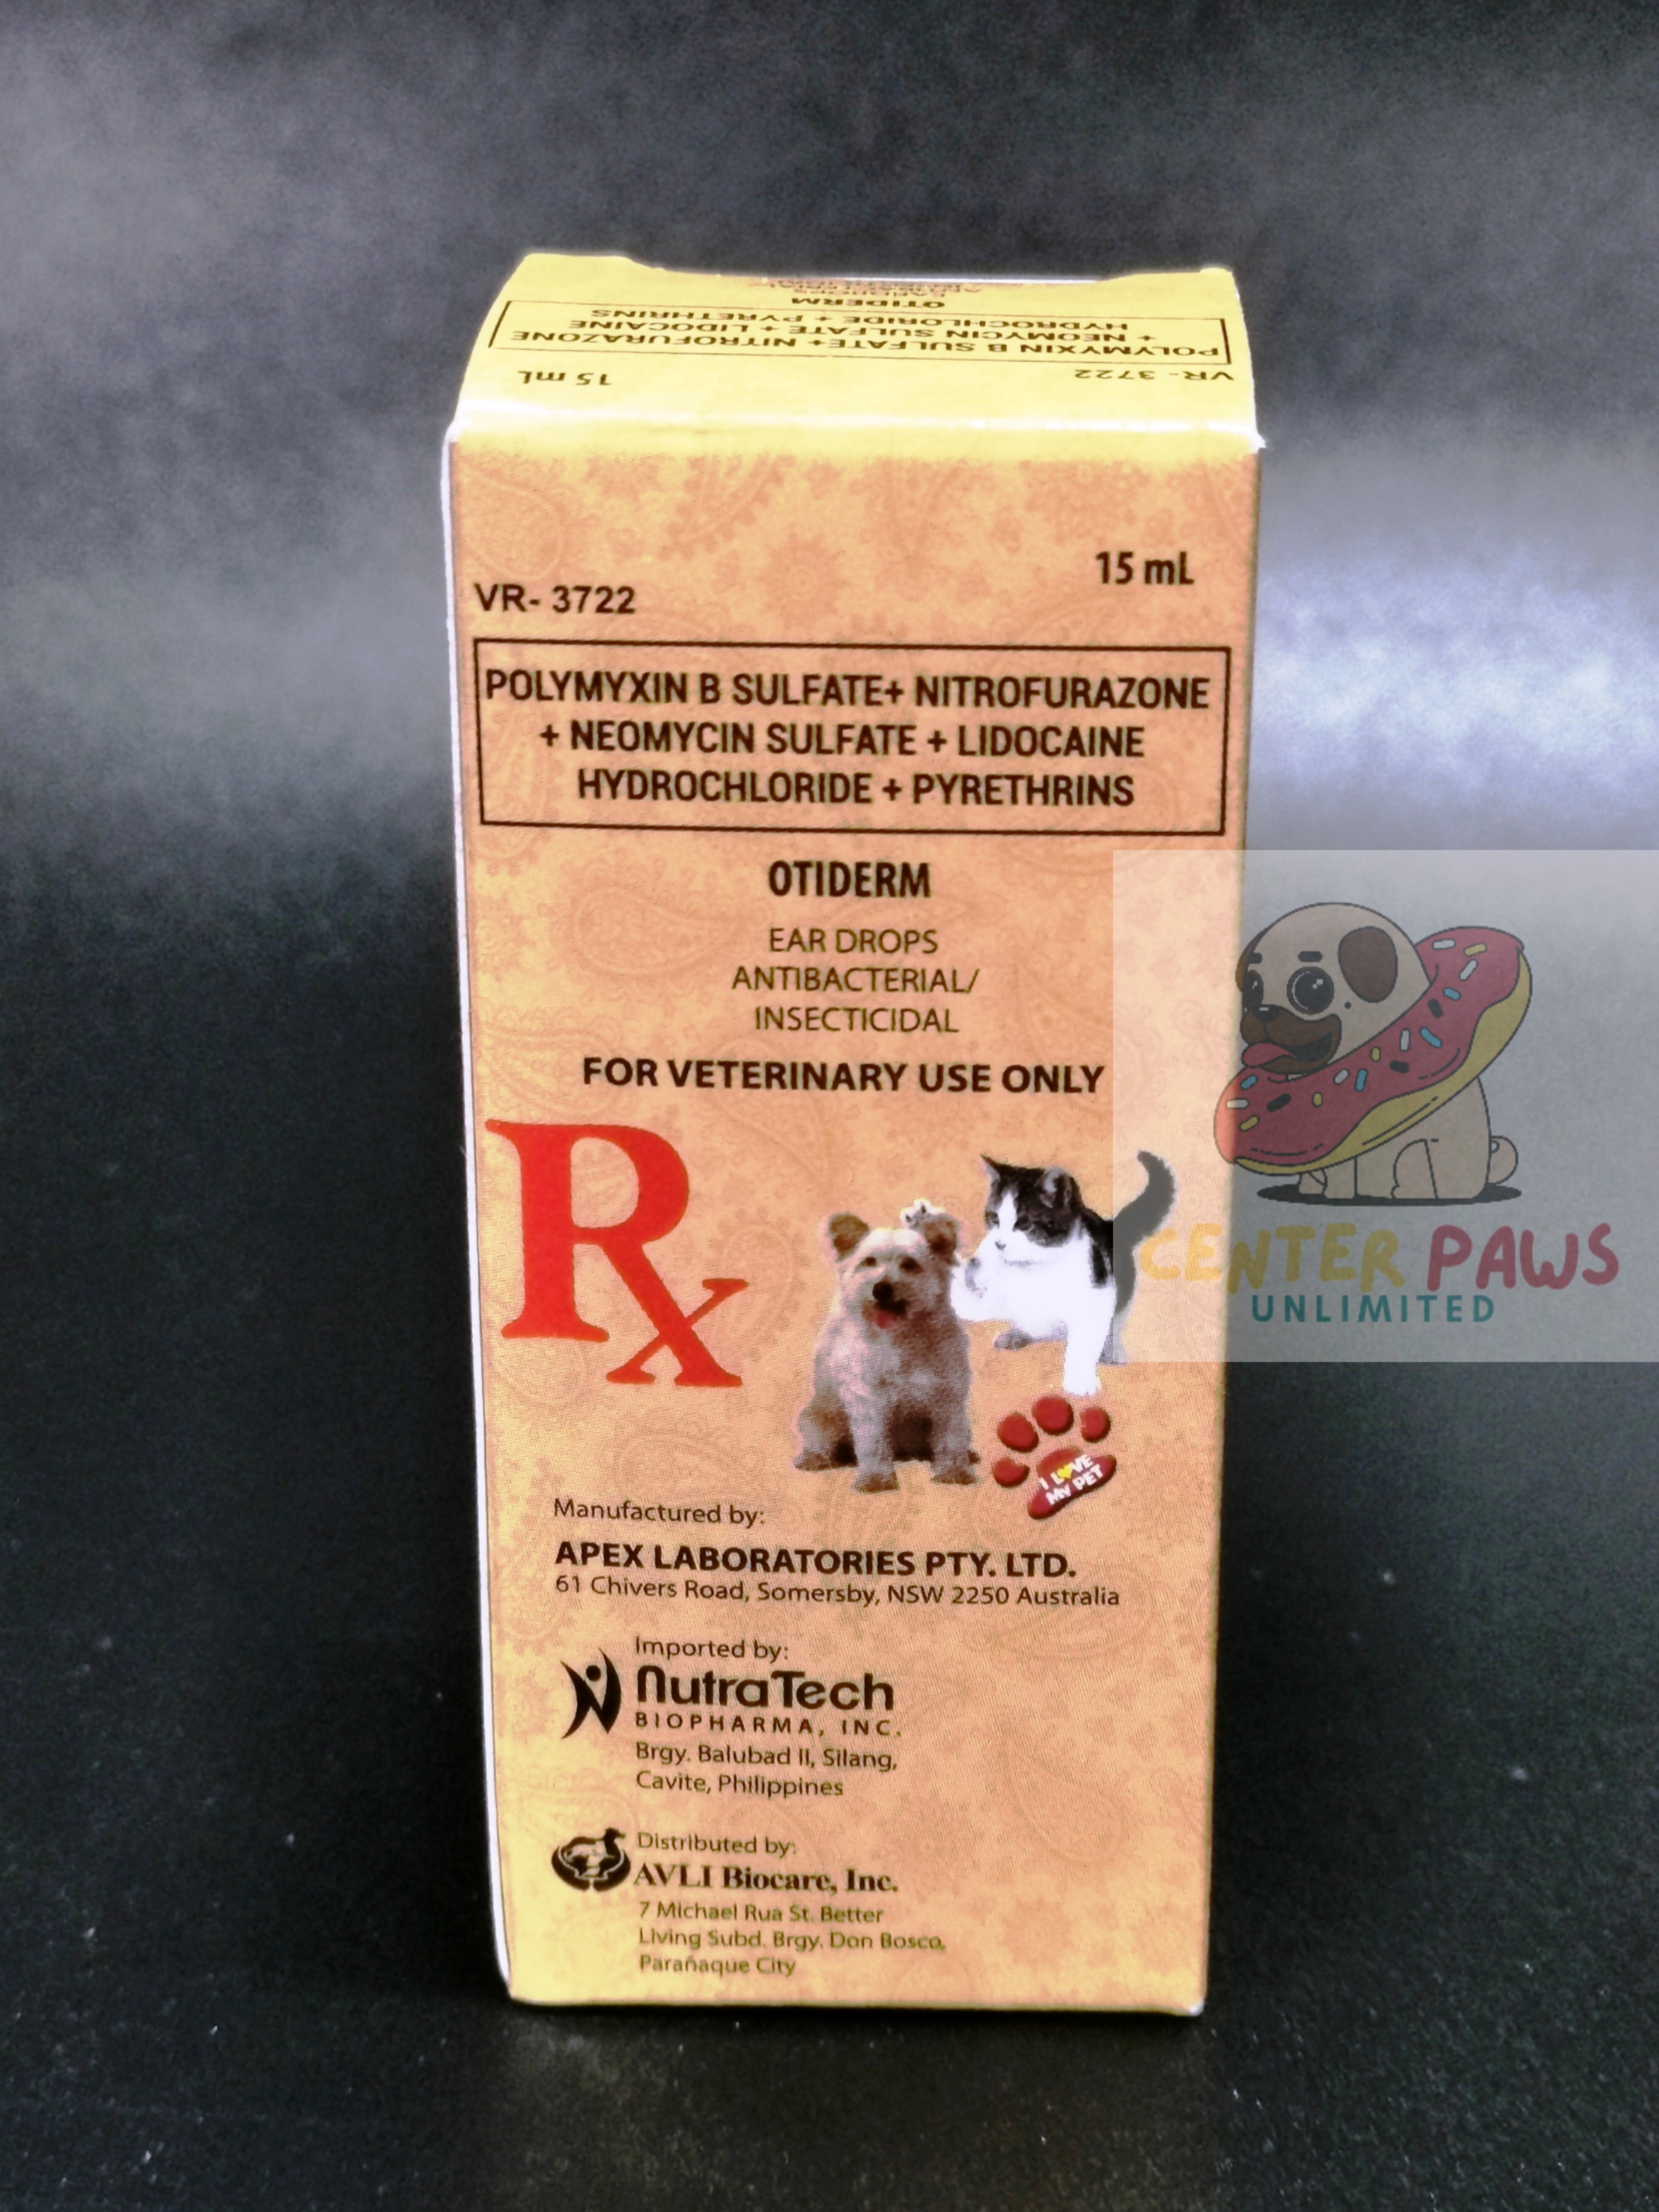 EAR DROPS
OTIDERM
HYDROCHLORIDE + PYRETHRINS
+ NEOMYCIN SULFATE + LIDOCAINE
POLYMYXIN B SULFATE+ NITROFURAZONE
15 mL
VR- 3722
15 mL
VR- 3722
POLYMYXIN B SULFATE+ NITROFURAZONE
+ NEOMYCIN SULFATE + LIDOCAINE
HYDROCHLORIDE + PYRETHRINS
OTIDERM
EAR DROPS
ANTIBACTERIAL/
INSECTICIDAL
FOR VETERINARY USE ONLY
Rx
I LOVE
MY PET
CENTER PAWS
UNLIMITED
Manufactured by:
APEX LABORATORIES PTY. LTD.
61 Chivers Road, Somersby, NSW 2250 Australia
Imported by:
NutraTech
BIOPHARMA, INC.
Brgy. Balubad II, Silang,
Cavite, Philippines
Distributed by:
AVLI Biocare, Inc.
7 Michael Rua St. Better
Living Subd. Brgy. Don Bosco,
Parañaque City